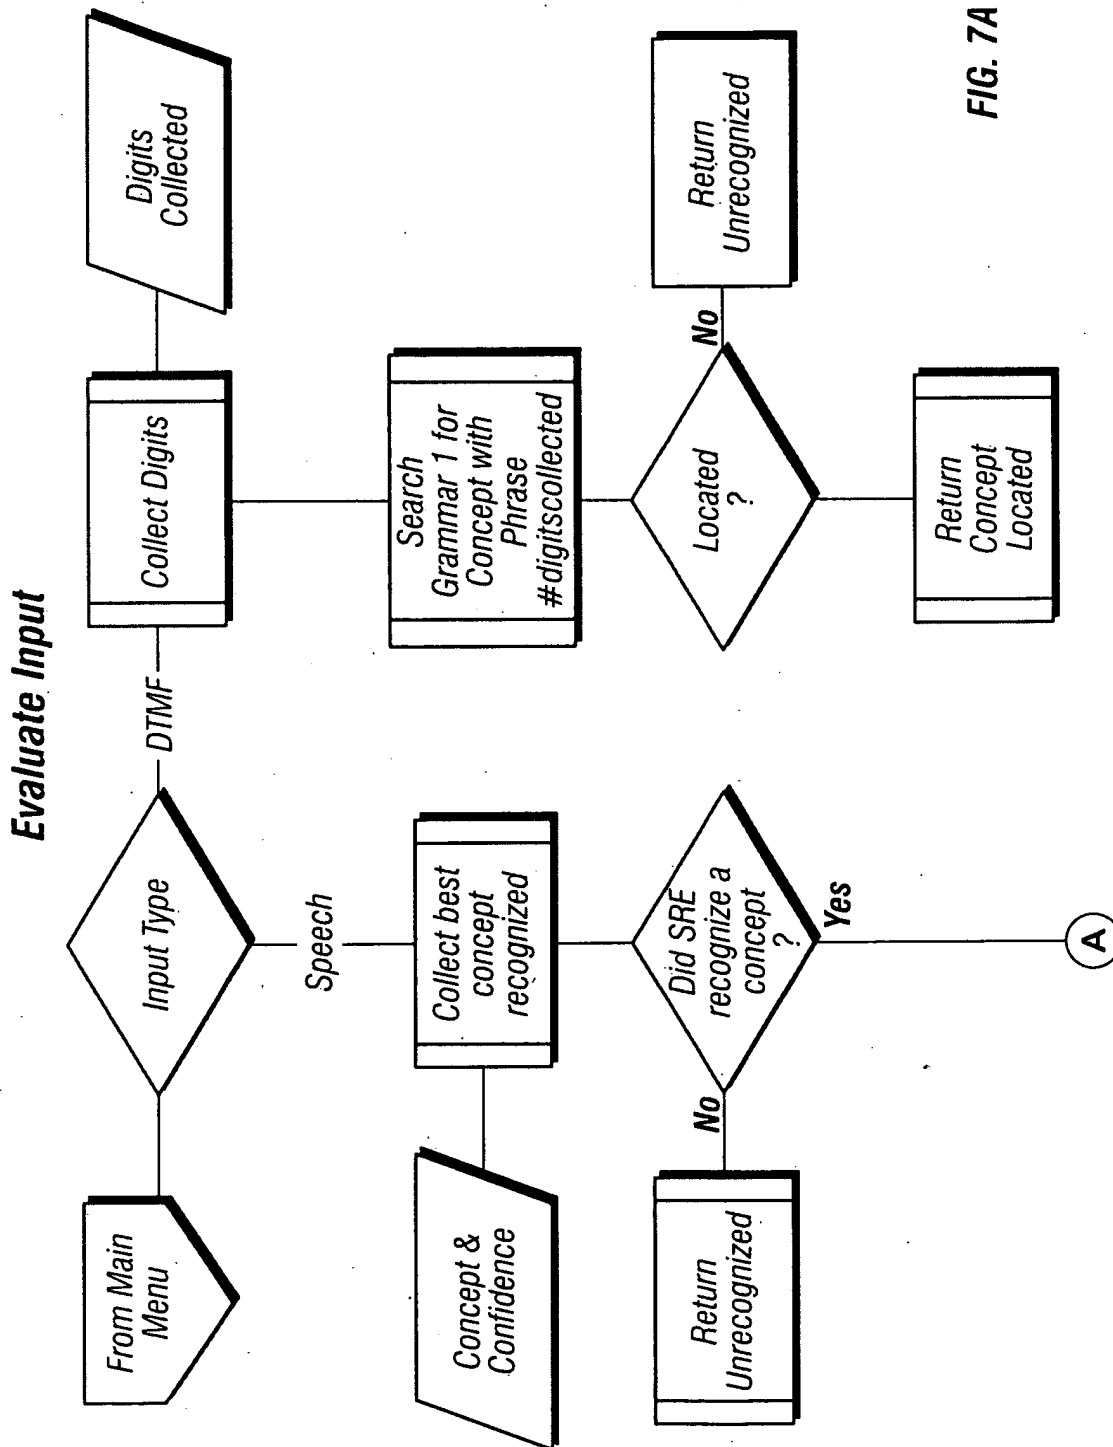 Evaluate Input
From Main
Menu
Input Type
DTMF
Collect Digits
Digits
Collected
Speech
Concept &
Confidence
Collect best
concept
recognized
Search
Grammar 1 for
Concept with
Phrase
#digitscollected
Return
Unrecognized
No
Did SRE
recognize a
concept
?
Yes
Located
?
No
Return
Unrecognized
A
Return
Concept
Located
FIG. 7A